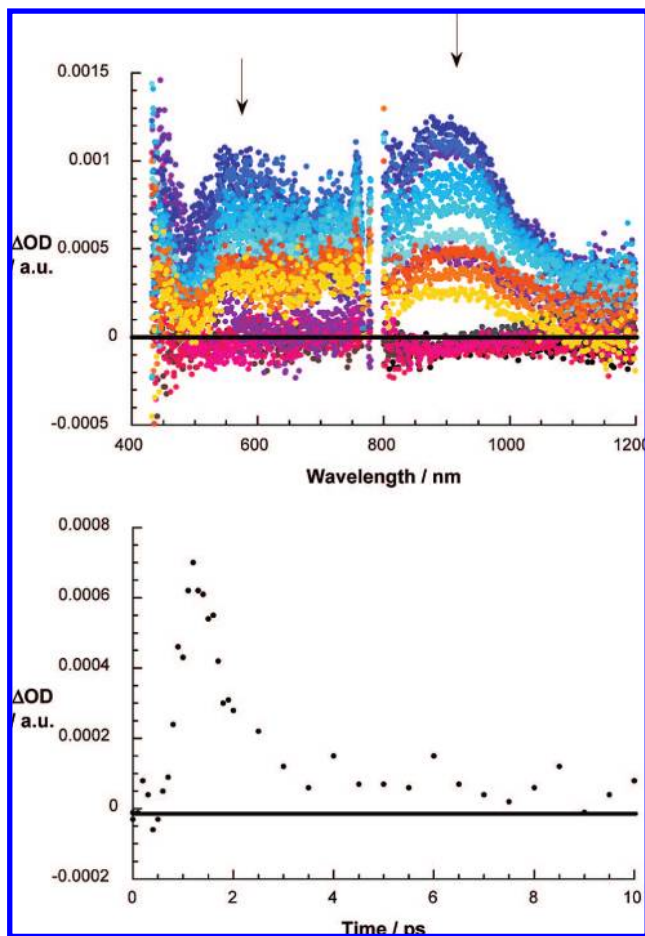 0.0015
0.001
0.0005
0
-0.0005
ΔOD
/ a.u.
400 600 800 1000 1200
Wavelength / nm
0.0008
0.0006
0.0004
0.0002
0
-0.0002
ΔOD
/ a.u.
0 2 4 6 8 10
Time / ps